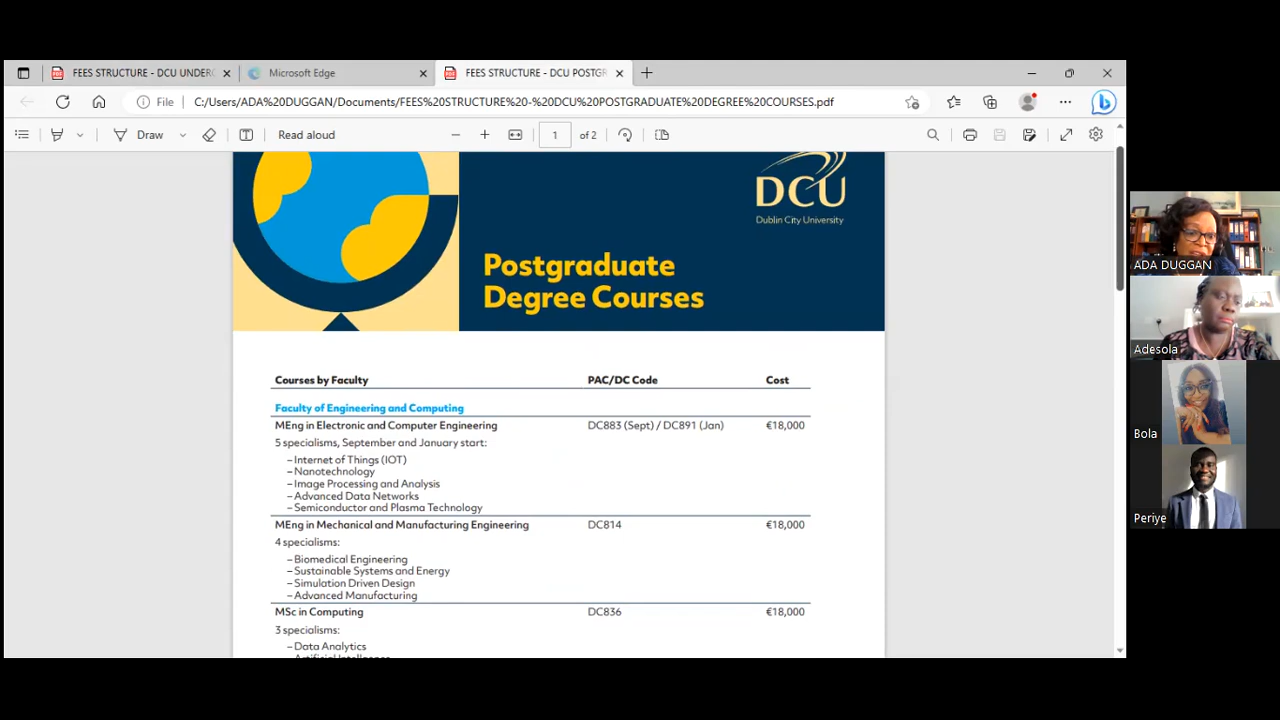 FEES STRUCTURE - DCU UNDERG
Microsoft Edge
FEES STRUCTURE - DCU POSTGR
File
C:/Users/ADA%20DUGGAN/Documents/FEES%20STRUCTURE%20-%20DCU%20POSTGRADUATE%20DEGREE%20COURSES.pdf
Draw
Read aloud
1 of 2
DCU
Dublin City University
Postgraduate
Degree Courses
Courses by Faculty PAC/DC Code Cost
Faculty of Engineering and Computing
MEng in Electronic and Computer Engineering DC883 (Sept) / DC891 (Jan) €18,000
5 specialisms, September and January start:
– Internet of Things (IOT)
– Nanotechnology
– Image Processing and Analysis
– Advanced Data Networks
– Semiconductor and Plasma Technology
MEng in Mechanical and Manufacturing Engineering DC814 €18,000
4 specialisms:
– Biomedical Engineering
– Sustainable Systems and Energy
– Simulation Driven Design
– Advanced Manufacturing
MSc in Computing DC836 €18,000
3 specialisms:
– Data Analytics
– Artificial Intelligence
ADA DUGGAN
Adesola
Bola
Periye